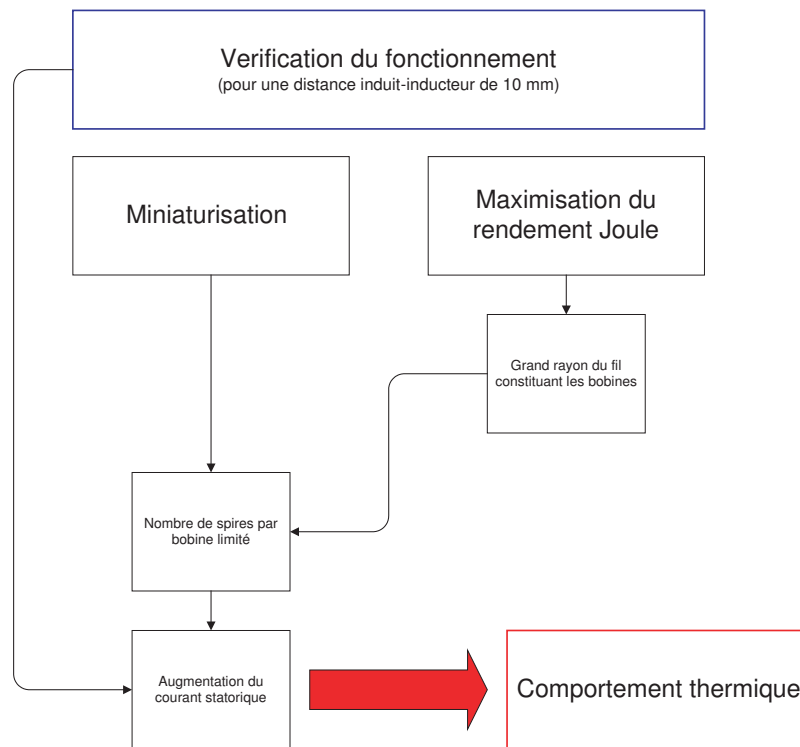 Verification du fonctionnement
(pour une distance induit-inducteur de 10 mm)
Miniaturisation
Maximisation du
rendement Joule
Grand rayon du fil
constituant les bobines
Nombre de spires par
bobine limité
Augmentation du
courant statorique
Comportement thermique